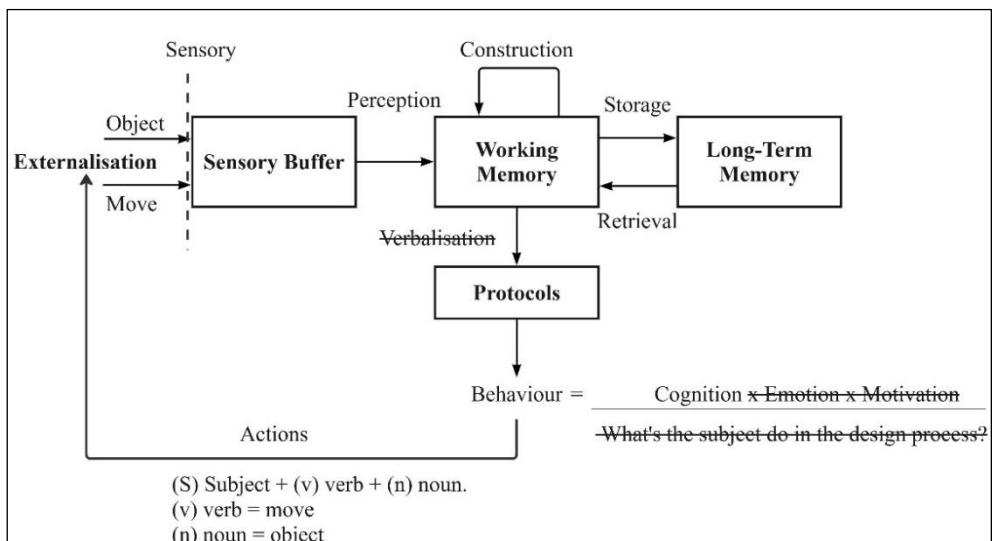 Sensory
Construction
Perception
Storage
Object
Externalisation
Move
Sensory Buffer
Working
Memory
Long-Term
Memory
Retrieval
Verbalisation
Protocols
Behaviour =
Cognition x Emotion x Motivation
What's the subject do in the design process?
Actions
(S) Subject + (v) verb + (n) noun.
(v) verb = move
(n) noun = object